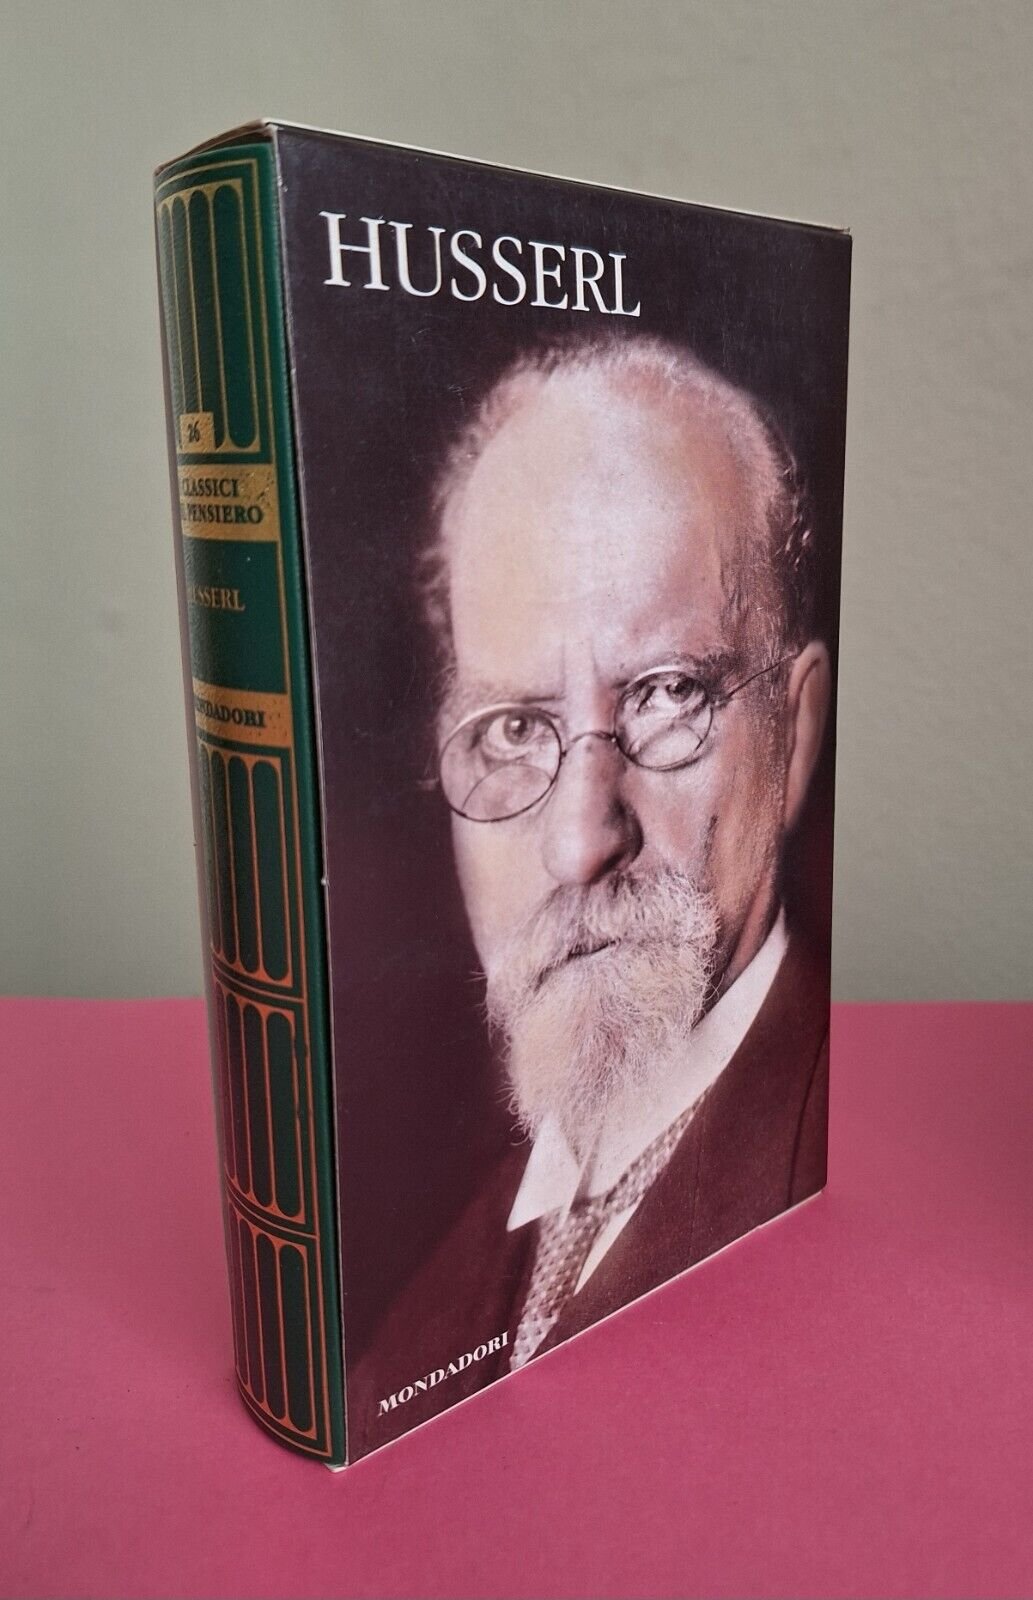 HUSSERL
26
CLASSICI
PENSIERO
MONDADORI